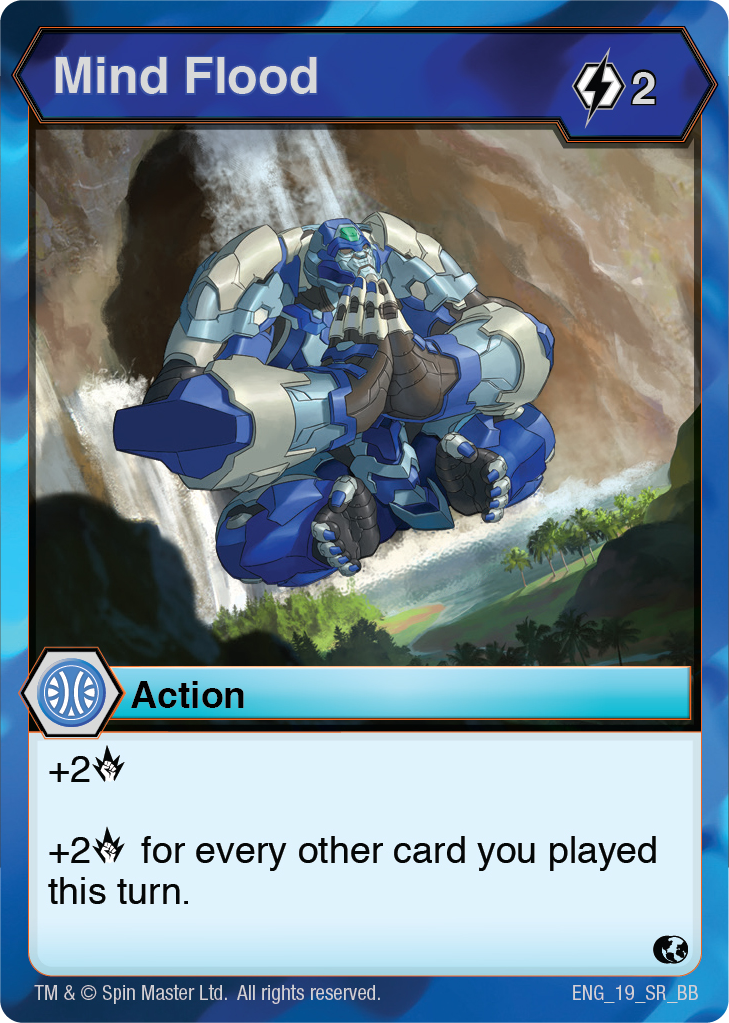 Mind Flood
2
Action
+2
+2 for every other card you played
this turn.
TM & © Spin Master Ltd. All rights reserved.
ENG_19_SR_BB